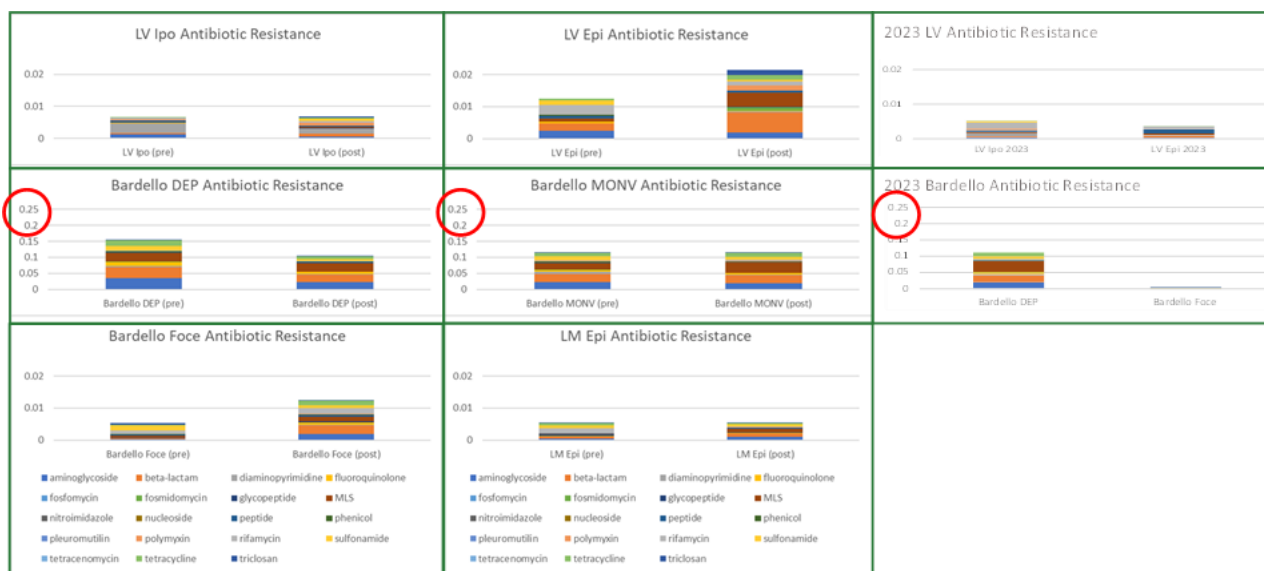 LV Ipo Antibiotic Resistance
0.02
0.01
0
LV Ipo (pre)
LV Ipo (post)
LV Epi Antibiotic Resistance
0.02
0.01
0
LV Epi (pre)
LV Epi (post)
2023 LV Antibiotic Resistance
0.02
0.01
0
LV Ipo 2023
LV Epi 2023
Bardello DEP Antibiotic Resistance
0.25
0.2
0.15
0.1
0.05
0
Bardello DEP (pre)
Bardello DEP (post)
Bardello MONV Antibiotic Resistance
0.25
0.2
0.15
0.1
0.05
0
Bardello MONV (pre)
Bardello MONV (post)
2023 Bardello Antibiotic Resistance
0.25
0.2
0.15
0.1
0.05
0
Bardello DEP
Bardello Foce
Bardello Foce Antibiotic Resistance
0.02
0.01
0
Bardello Foce (pre)
Bardello Foce (post)
aminoglycoside beta-lactam diaminopyrimidine fluoroquinolone
fosfomycin fosmidomycin glycopeptide MLS
nitroimidazole nucleoside peptide phenicol
pleuromutilin polymyxin rifamycin sulfonamide
tetracenomycin tetracycline triclosan
LM Epi Antibiotic Resistance
0.02
0.01
0
LM Epi (pre)
LM Epi (post)
aminoglycoside beta-lactam diaminopyrimidine fluoroquinolone
fosfomycin fosmidomycin glycopeptide MLS
nitroimidazole nucleoside peptide phenicol
pleuromutilin polymyxin rifamycin sulfonamide
tetracenomycin tetracycline triclosan